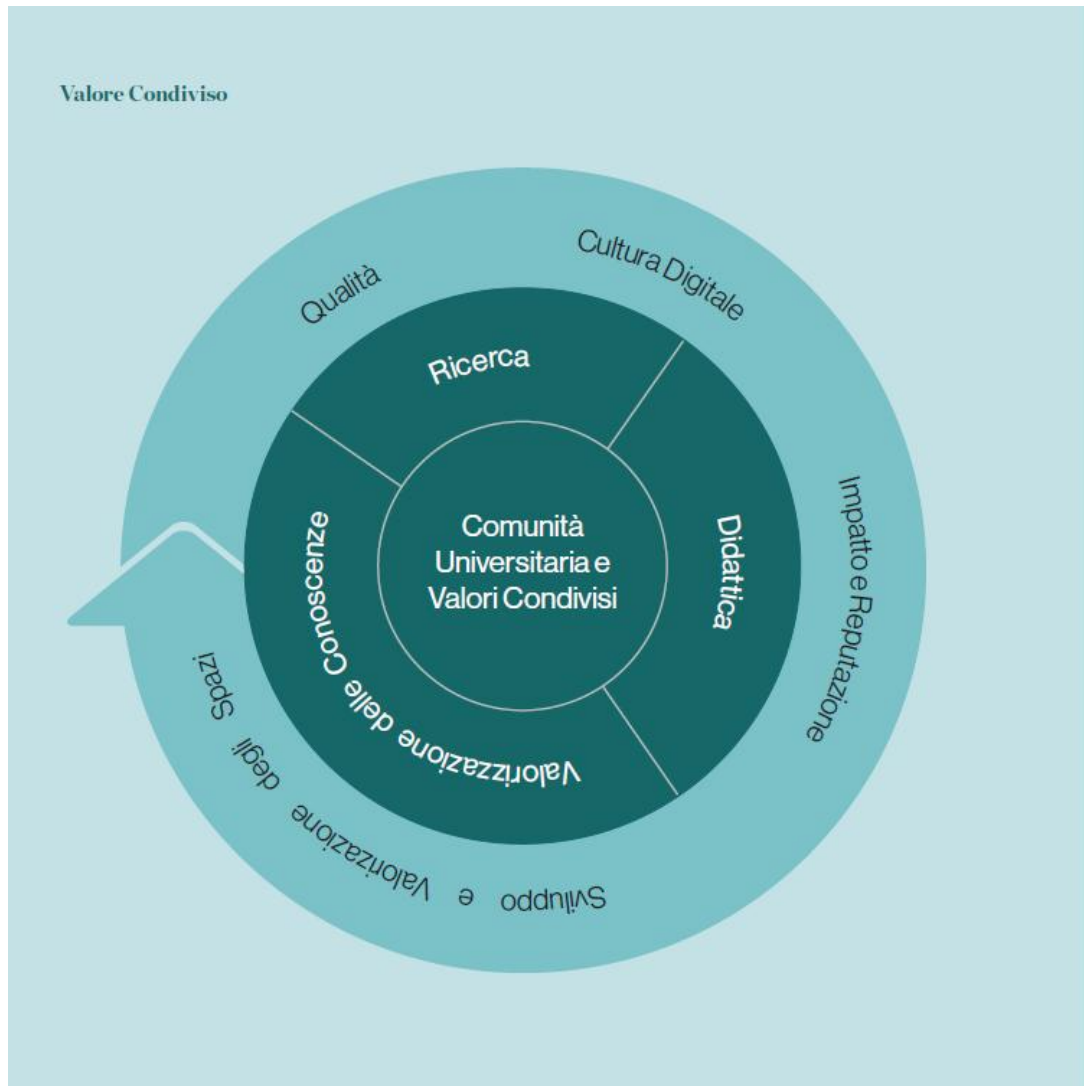 Valore Condiviso
Qualità
Cultura Digitale
Impatto e Reputazione
Sviluppo e Valorizzazione degli Spazi
Ricerca
Didattica
Valorizzazione delle Conoscenze
Comunità
Universitaria e
Valori Condivisi